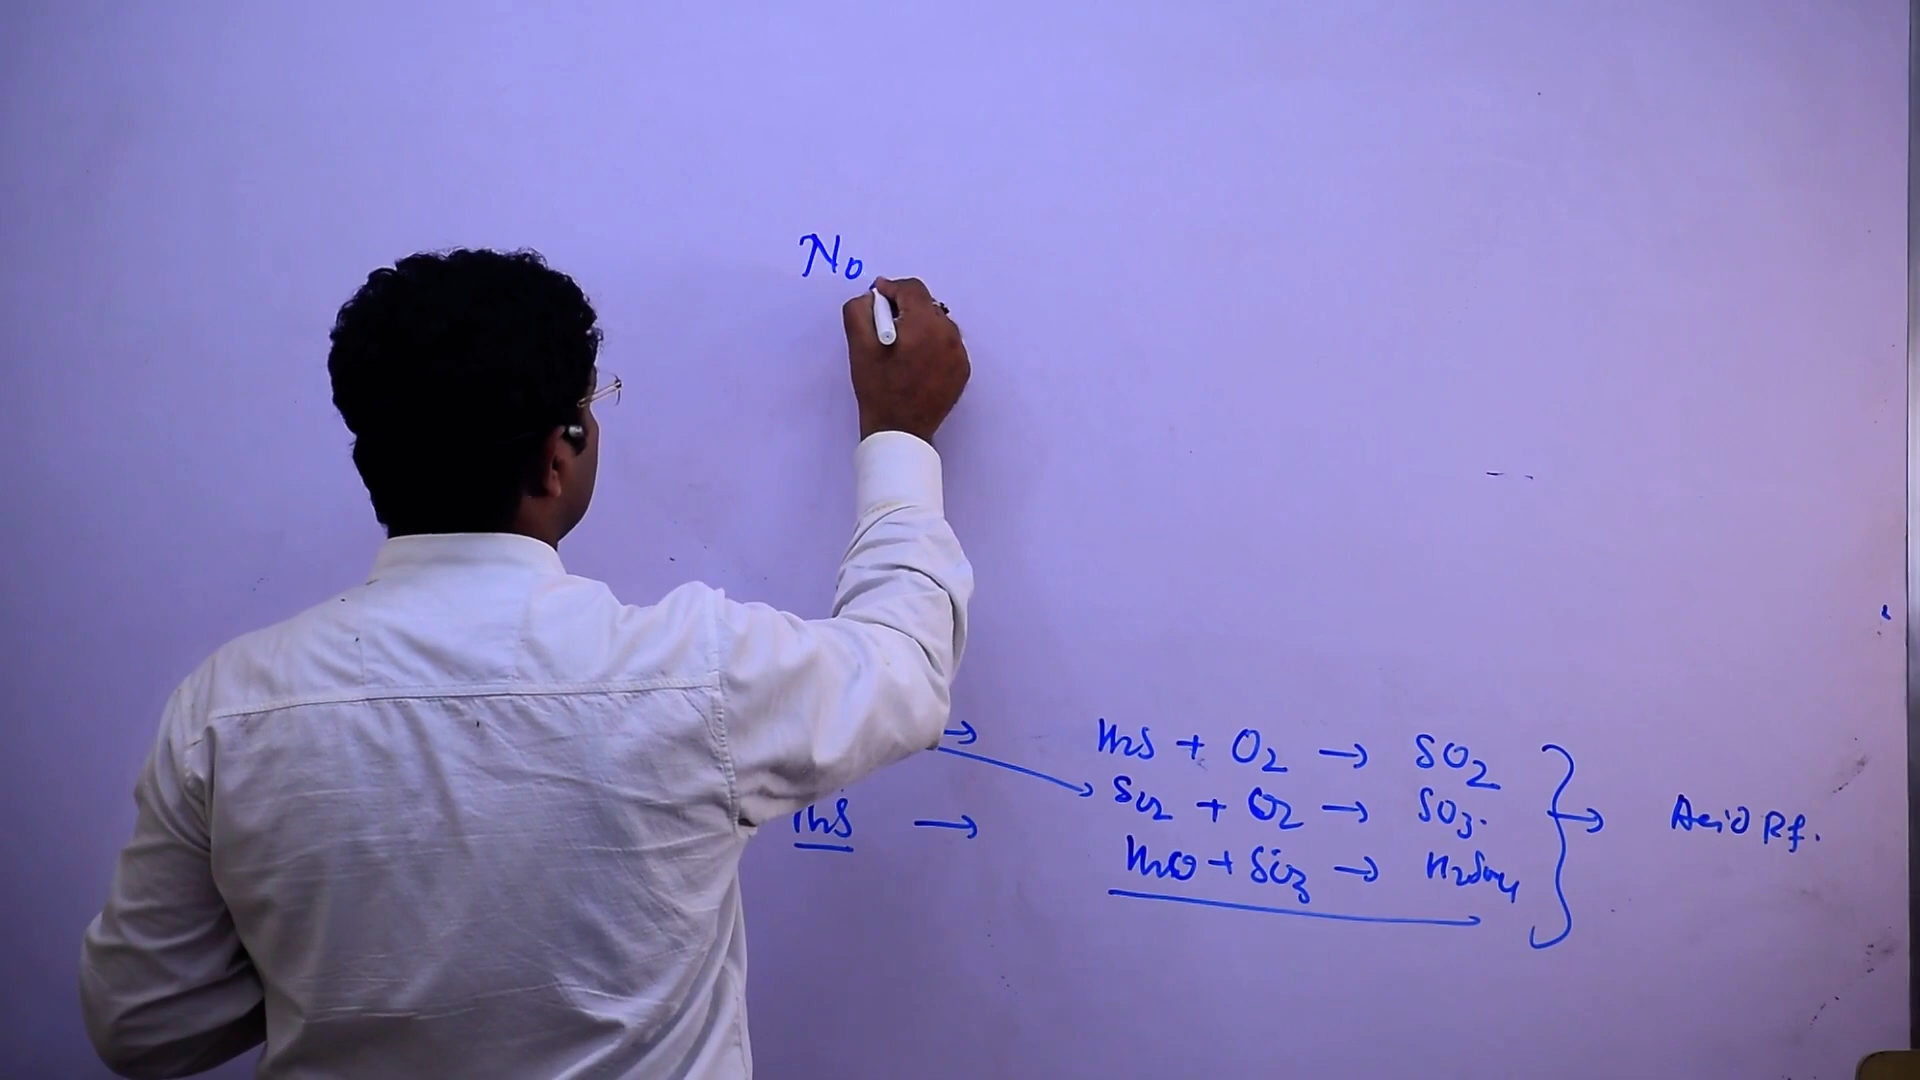 No
→ H2S + O2 → SO2
SO2 + O2 → SO3.
H2S →
H2O + SO3 → H2SO4
→ Acid Rf.